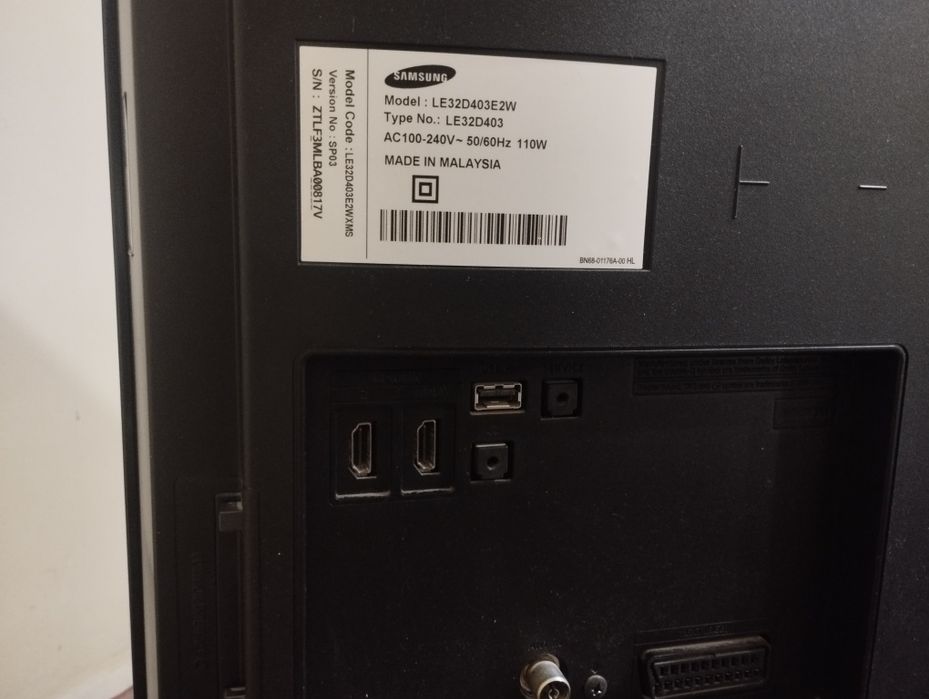 SAMSUNG
Model : LE32D403E2W
Type No.: LE32D403
AC100-240V~ 50/60Hz 110W
MADE IN MALAYSIA
BN68-01176A-00 HL
Model Code : LE32D403E2WXMS
Version No : SP03
S/N : ZTLF3MLBA00817V